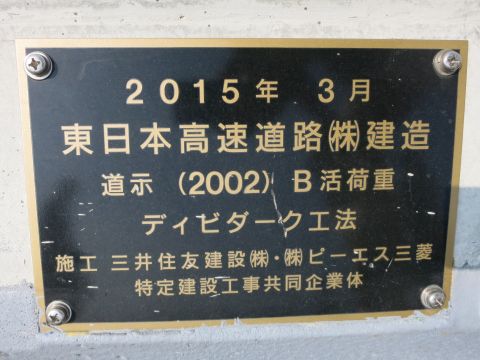 2015年 3月
東日本高速道路㈱建造
道示 (2002) B活荷重
ディビダーク工法
施工 三井住友建設㈱・㈱ピーエス三菱
特定建設工事共同企業体